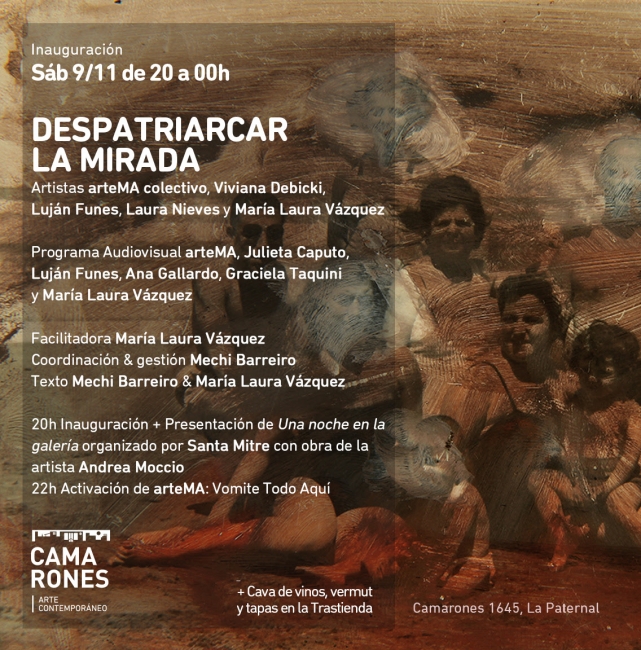 Inauguración
Sáb 9/11 de 20 a 00h
DESPATRIARCAR
LA MIRADA
Artistas arteMA colectivo, Viviana Debicki,
Luján Funes, Laura Nieves y María Laura Vázquez
Programa Audiovisual arteMA, Julieta Caputo,
Luján Funes, Ana Gallardo, Graciela Taquini
y María Laura Vázquez
Facilitadora María Laura Vázquez
Coordinación & gestión Mechi Barreiro
Texto Mechi Barreiro & María Laura Vázquez
20h Inauguración + Presentación de Una noche en la
galería organizado por Santa Mitre con obra de la
artista Andrea Moccio
22h Activación de arteMA: Vomite Todo Aquí
CAMA
RONES
ARTE
CONTEMPORÁNEO
+ Cava de vinos, vermut
y tapas en la Trastienda
Camarones 1645, La Paternal